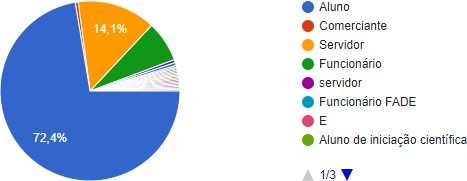 Aluno
Comerciante
14,1%
Servidor
Funcionário
servidor
Funcionário FADE
E
72,4%
Aluno de iniciação científica
1/3